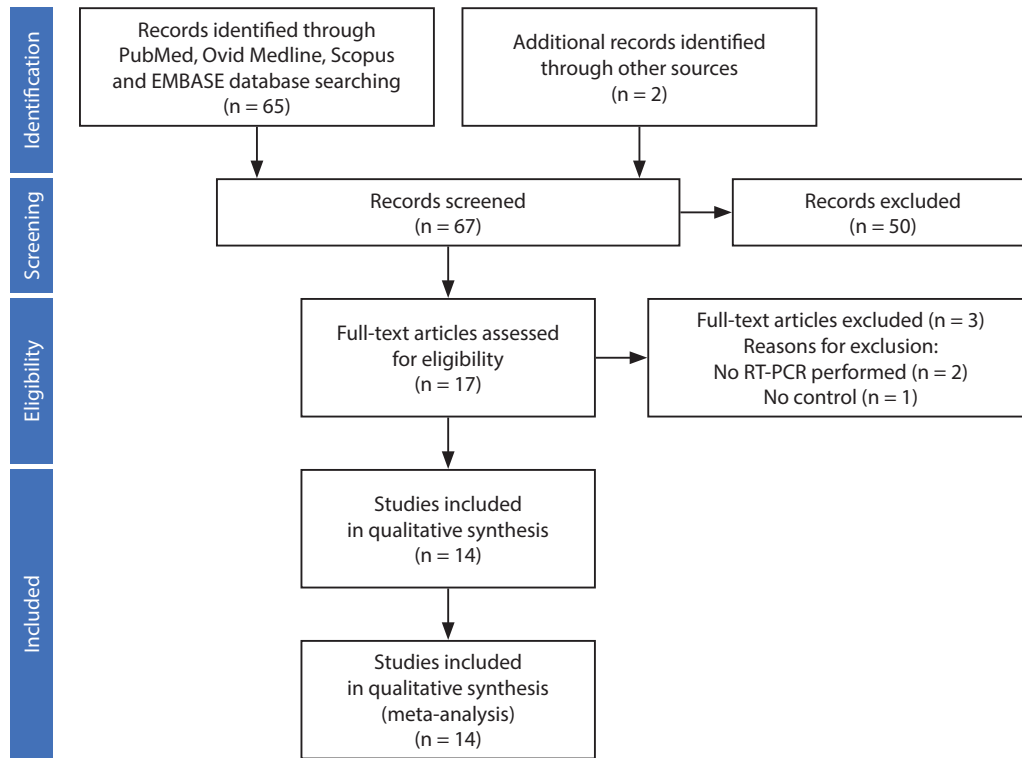 Identification
Records identified through
PubMed, Ovid Medline, Scopus
and EMBASE database searching
(n = 65)
Additional records identified
through other sources
(n = 2)
Screening
Records screened
(n = 67)
Records excluded
(n = 50)
Eligibility
Full-text articles assessed
for eligibility
(n = 17)
Full-text articles excluded (n = 3)
Reasons for exclusion:
No RT-PCR performed (n = 2)
No control (n = 1)
Included
Studies included
in qualitative synthesis
(n = 14)
Studies included
in qualitative synthesis
(meta-analysis)
(n = 14)